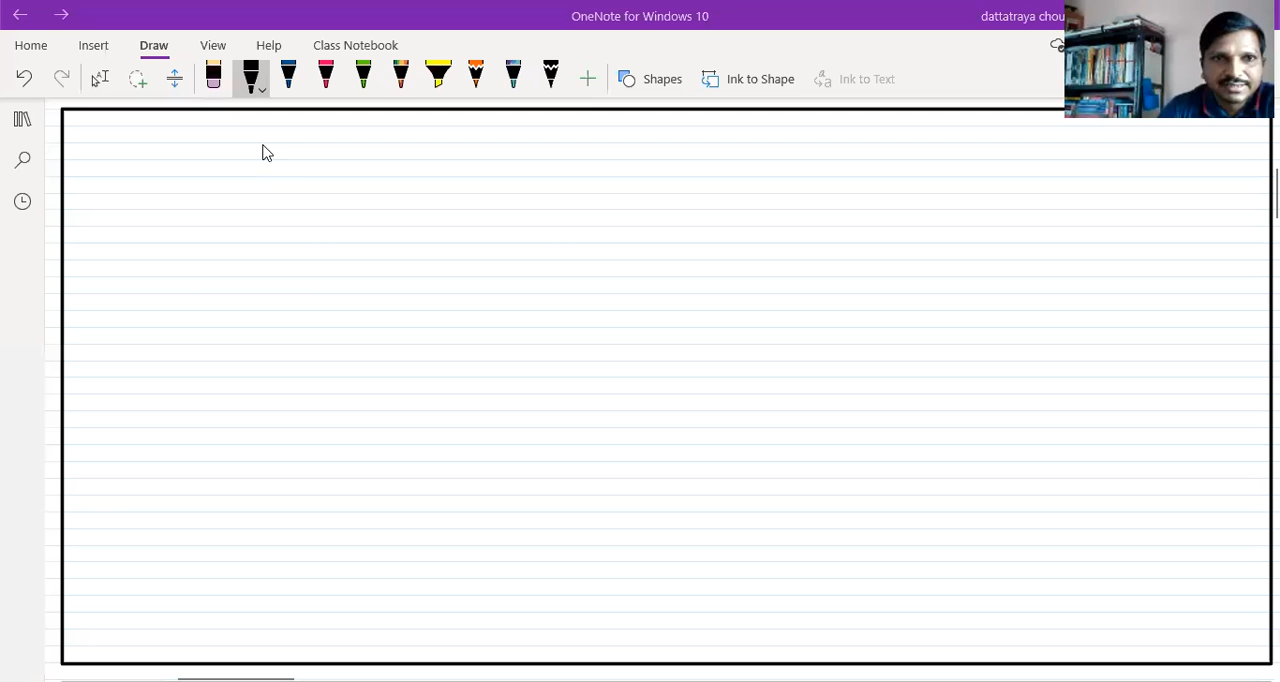 OneNote for Windows 10
dattatraya chou
Home Insert Draw View Help Class Notebook
Shapes Ink to Shape Ink to Text